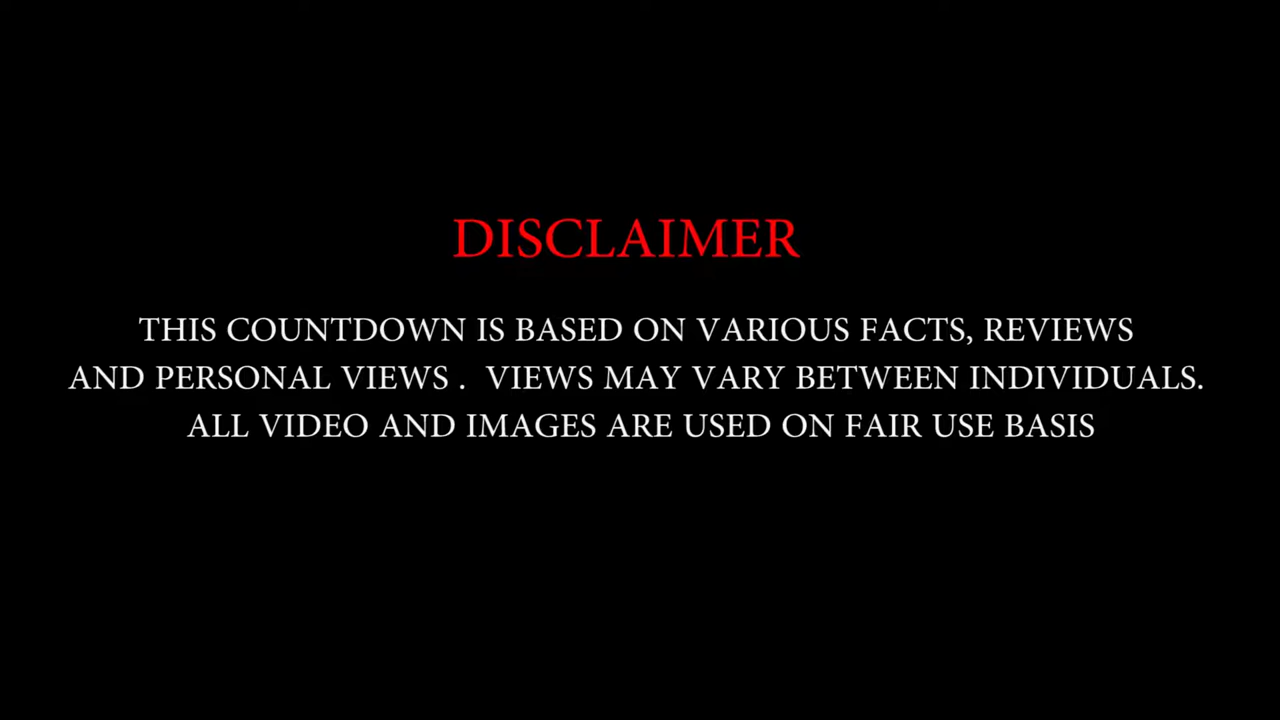 DISCLAIMER
THIS COUNTDOWN IS BASED ON VARIOUS FACTS, REVIEWS
AND PERSONAL VIEWS .  VIEWS MAY VARY BETWEEN INDIVIDUALS.
ALL VIDEO AND IMAGES ARE USED ON FAIR USE BASIS